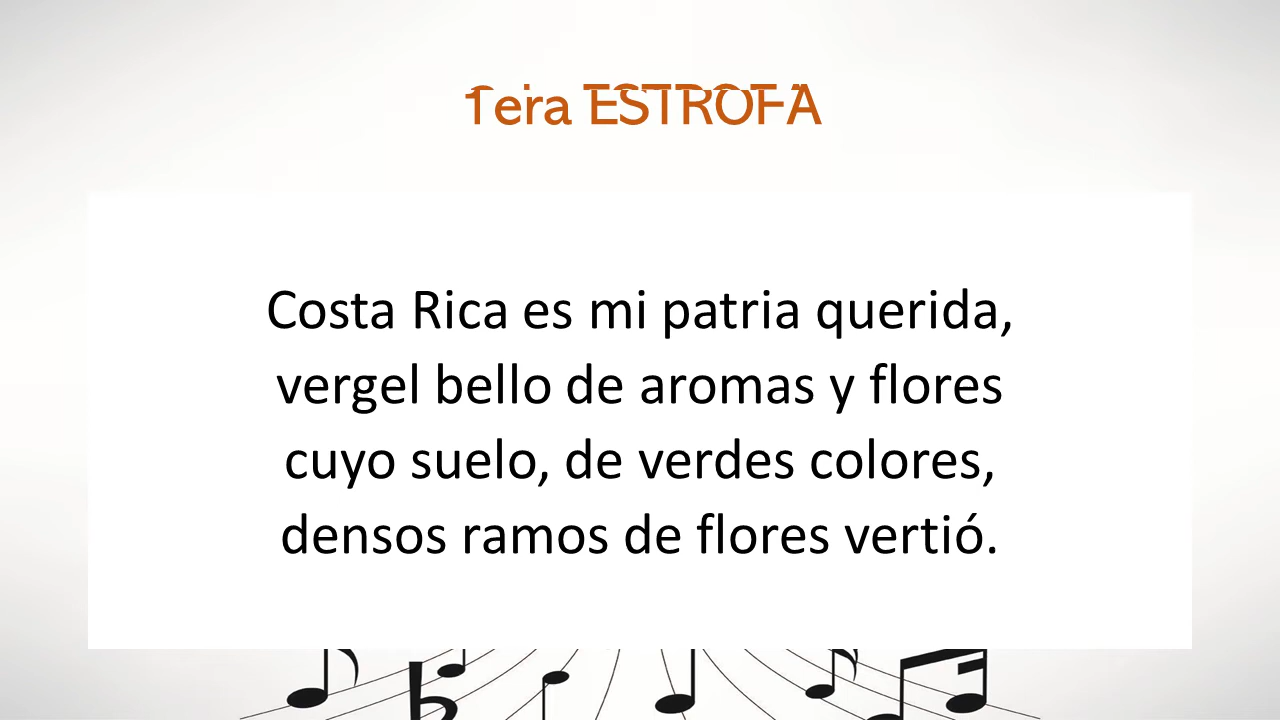 1era ESTROFA
Costa Rica es mi patria querida,
vergel bello de aromas y flores
cuyo suelo, de verdes colores,
densos ramos de flores vertió.